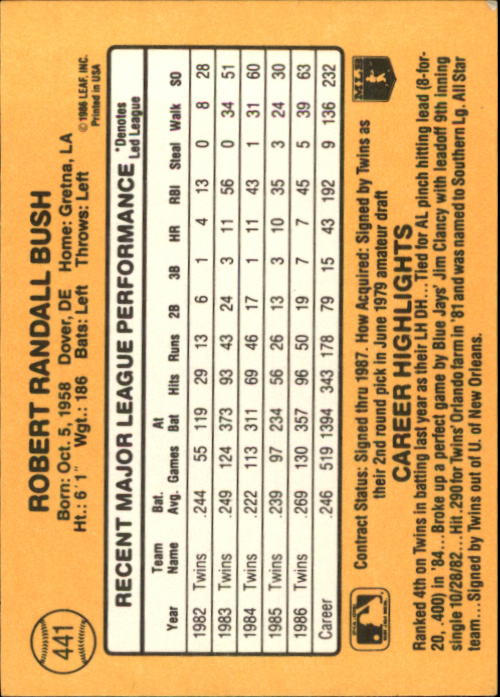 441
ROBERT RANDALL BUSH
Born: Oct. 5, 1958 Dover, DE Home: Gretna, LA
Ht.: 6'1" Wgt.: 186 Bats: Left Throws: Left
© 1986 LEAF, INC.
Printed in USA
RECENT MAJOR LEAGUE PERFORMANCE *Denotes Led League
Year Team Name Bat. Avg. Games At Bat Hits Runs 2B 3B HR RBI Steal Walk SO
1982 Twins .244 55 119 29 13 6 1 4 13 0 8 28
1983 Twins .249 124 373 93 43 24 3 11 56 0 34 51
1984 Twins .222 113 311 69 46 17 1 11 43 1 31 60
1985 Twins .239 97 234 56 26 13 3 10 35 3 24 30
1986 Twins .269 130 357 96 50 19 7 7 45 5 39 63
Career .246 519 1394 343 178 79 15 43 192 9 136 232
Contract Status: Signed thru 1987. How Acquired: Signed by Twins as
their 2nd round pick in June 1979 amateur draft
MLB
CAREER HIGHLIGHTS
Ranked 4th on Twins in batting last year as their LH DH... Tied for AL pinch hitting lead (8-for-
20, .400) in '84... Broke up a perfect game by Blue Jays' Jim Clancy with leadoff 9th inning
single 10/28/82... Hit .290 for Twins' Orlando farm in '81 and was named to Southern Lg. All Star
team... Signed by Twins out of U. of New Orleans.